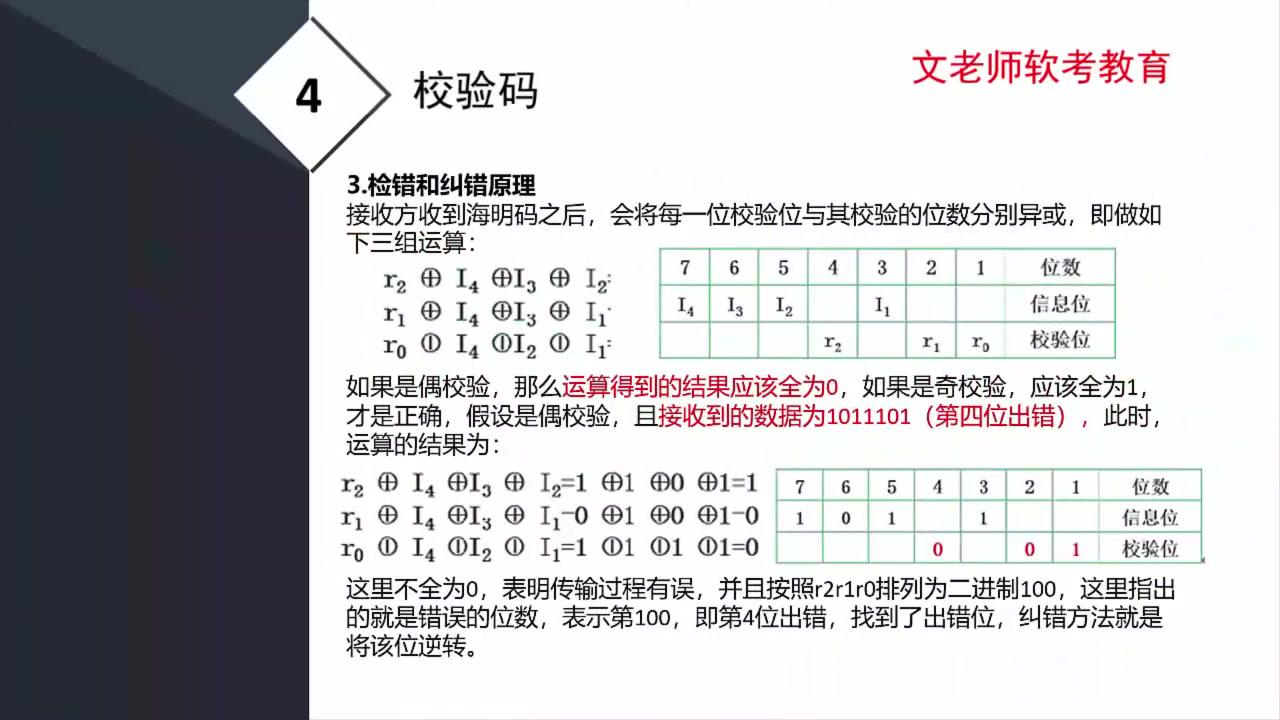 4
校验码
文老师软考教育
3.检错和纠错原理
接收方收到海明码之后，会将每一位校验位与其校验的位数分别异或，即做如
下三组运算：
r₂ ⊕ I₄ ⊕I₃ ⊕ I₂
r₁ ⊕ I₄ ⊕I₃ ⊕ I₁
r₀ ⊕ I₄ ⊕I₂ ⊕ I₁
7 6 5 4 3 2 1 位数
I₄ I₃ I₂ I₁ 信息位
r₂ r₁ r₀ 校验位
如果是偶校验，那么运算得到的结果应该全为0，如果是奇校验，应该全为1，
才是正确，假设是偶校验，且接收到的数据为1011101（第四位出错），此时，
运算的结果为：
r₂ ⊕ I₄ ⊕I₃ ⊕ I₂=1 ⊕1 ⊕0 ⊕1=1
r₁ ⊕ I₄ ⊕I₃ ⊕ I₁=0 ⊕1 ⊕0 ⊕1=0
r₀ ⊕ I₄ ⊕I₂ ⊕ I₁=1 ⊕1 ⊕1 ⊕1=0
7 6 5 4 3 2 1 位数
1 0 1 1 信息位
0 0 1 校验位
这里不全为0，表明传输过程有误，并且按照r2r1r0排列为二进制100，这里指出
的就是错误的位数，表示第100，即第4位出错，找到了出错位，纠错方法就是
将该位逆转。